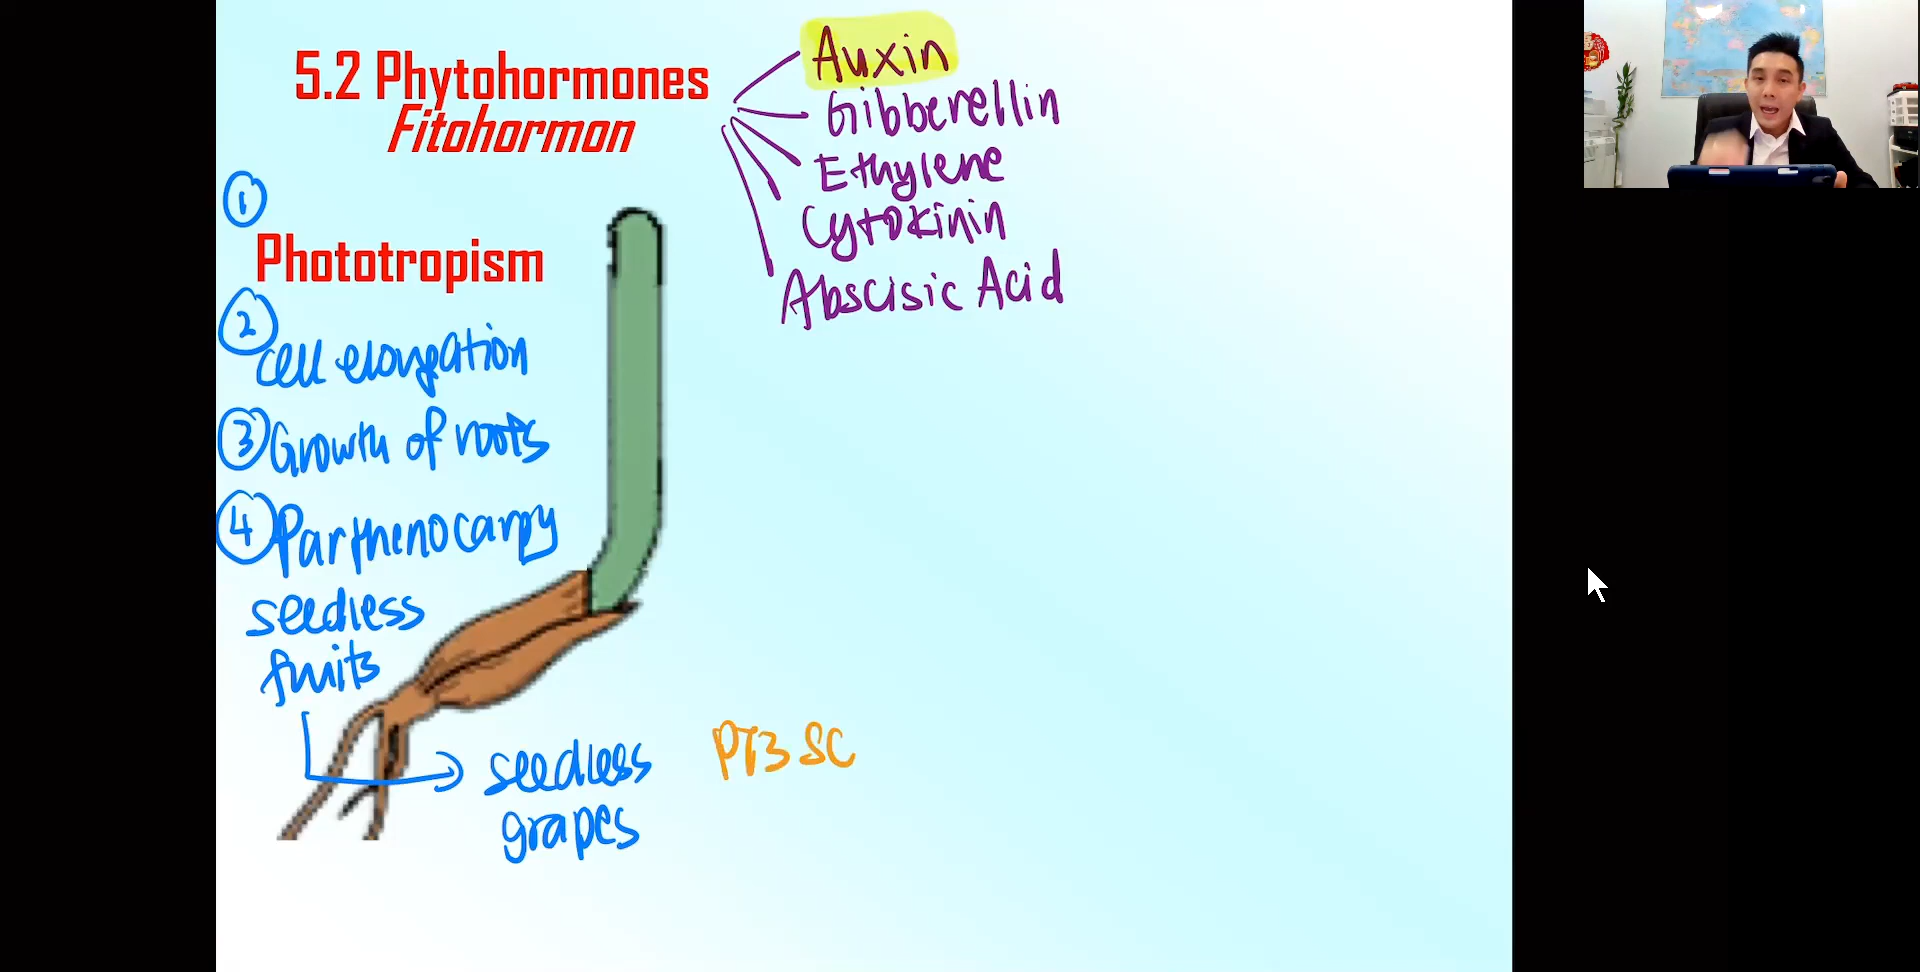 5.2 Phytohormones
Fitohormon
Auxin
Gibberellin
Ethylene
Cytokinin
Abscisic Acid
1
Phototropism
2
cell elongation
3 Growth of roots
4 Parthenocarpy
seedless
fruits
seedless
grapes
PT3 SC